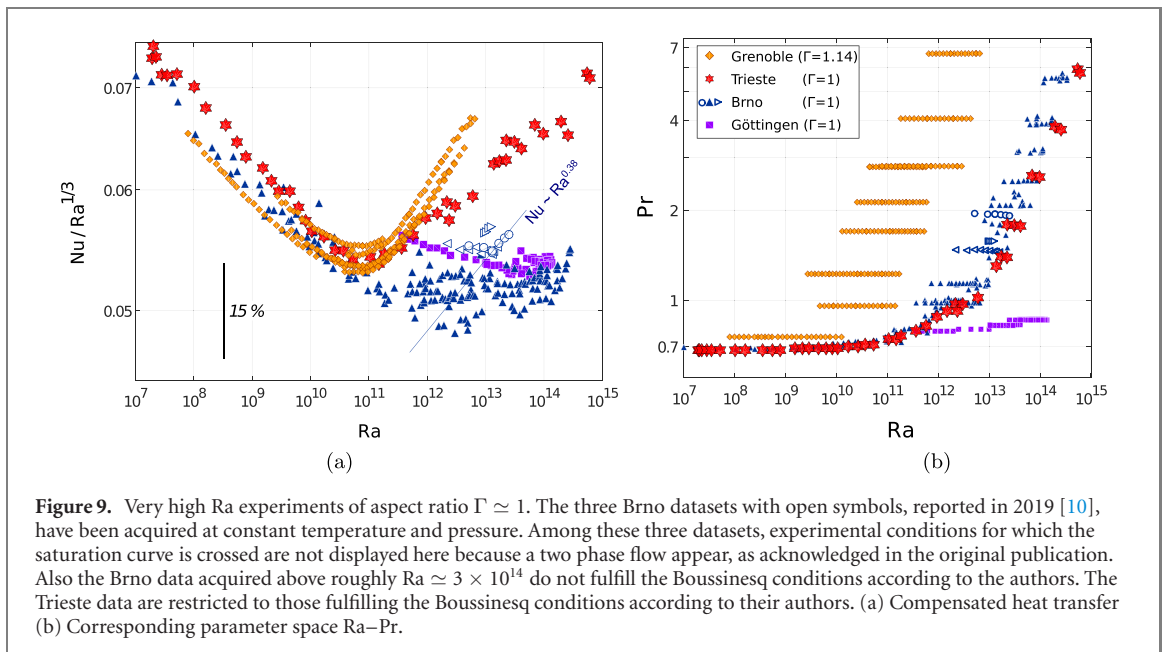 0.07
0.06
0.05
Nu / Ra^1/3
15 %
Nu ~ Ra^0.38
10^7 10^8 10^9 10^10 10^11 10^12 10^13 10^14 10^15
Ra
(a)
7
4
2
1
0.7
Pr
Grenoble (Γ=1.14)
Trieste (Γ=1)
Brno (Γ=1)
Göttingen (Γ=1)
10^7 10^8 10^9 10^10 10^11 10^12 10^13 10^14 10^15
Ra
(b)
Figure 9. Very high Ra experiments of aspect ratio Γ ≃ 1. The three Brno datasets with open symbols, reported in 2019 [10],
have been acquired at constant temperature and pressure. Among these three datasets, experimental conditions for which the
saturation curve is crossed are not displayed here because a two phase flow appear, as acknowledged in the original publication.
Also the Brno data acquired above roughly Ra ≃ 3 × 10^14 do not fulfill the Boussinesq conditions according to the authors. The
Trieste data are restricted to those fulfilling the Boussinesq conditions according to their authors. (a) Compensated heat transfer
(b) Corresponding parameter space Ra–Pr.